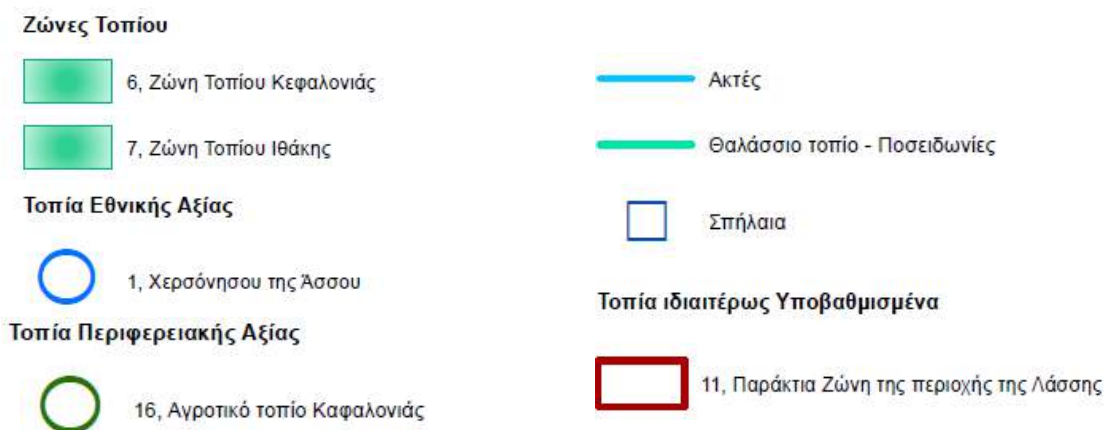 Ζώνες Τοπίου
6, Ζώνη Τοπίου Κεφαλονιάς
7, Ζώνη Τοπίου Ιθάκης
Τοπία Εθνικής Αξίας
1, Χερσόνησου της Άσσου
Τοπία Περιφερειακής Αξίας
16, Αγροτικό τοπίο Καφαλονιάς
Ακτές
Θαλάσσιο τοπίο - Ποσειδωνίες
Σπήλαια
Τοπία ιδιαιτέρως Υποβαθμισμένα
11, Παράκτια Ζώνη της περιοχής της Λάσσης